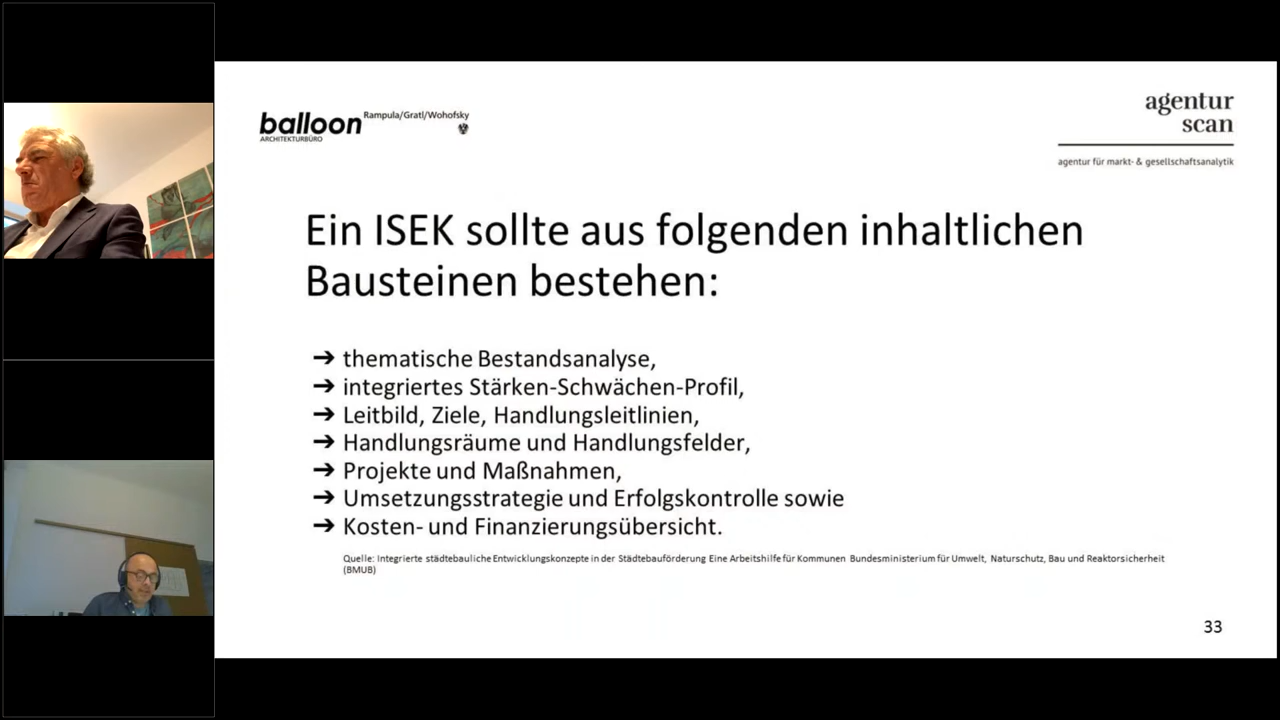 balloon
Rampula/Gratl/Wohofsky
ARCHITEKTURBÜRO
agentur
scan
agentur für markt- & gesellschaftsanalytik
Ein ISEK sollte aus folgenden inhaltlichen
Bausteinen bestehen:
➔ thematische Bestandsanalyse,
➔ integriertes Stärken-Schwächen-Profil,
➔ Leitbild, Ziele, Handlungsleitlinien,
➔ Handlungsräume und Handlungsfelder,
➔ Projekte und Maßnahmen,
➔ Umsetzungsstrategie und Erfolgskontrolle sowie
➔ Kosten- und Finanzierungsübersicht.
Quelle: Integrierte städtebauliche Entwicklungskonzepte in der Städtebauförderung Eine Arbeitshilfe für Kommunen Bundesministerium für Umwelt, Naturschutz, Bau und Reaktorsicherheit
(BMUB)
33